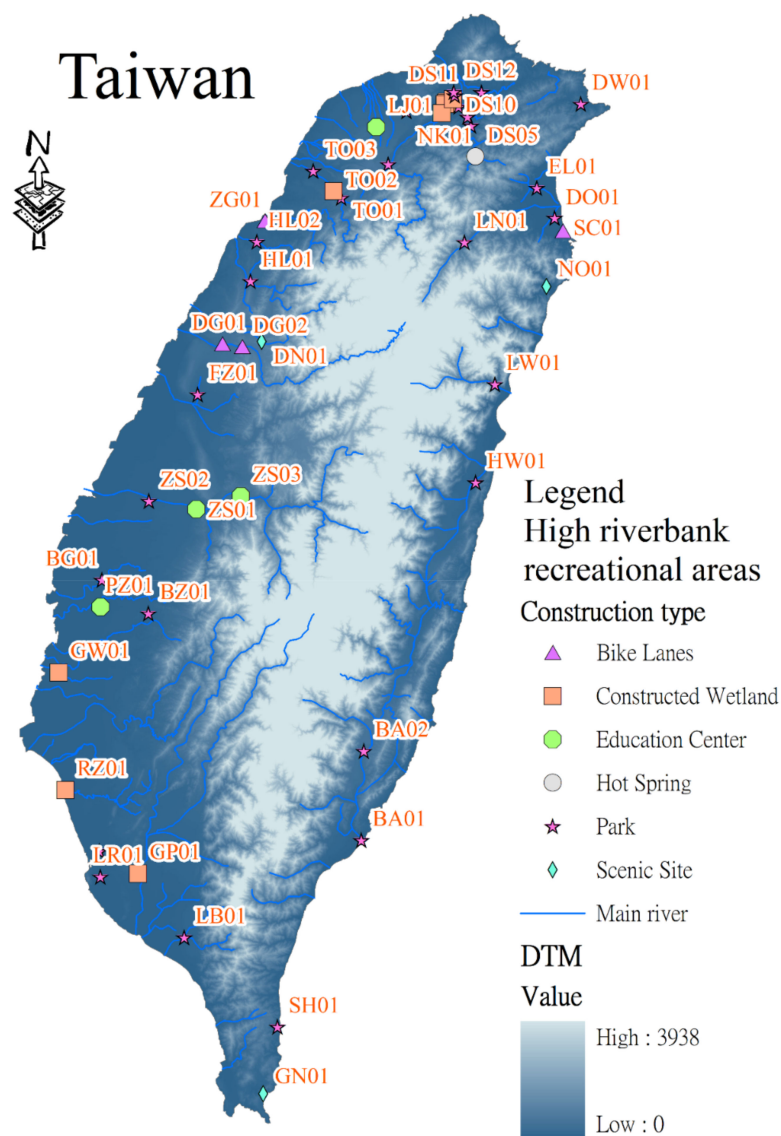 Taiwan
N
DS11 DS12
DW01
LJ01
DS10
NK01
DS05
TO03
TO02
TO01
EL01
DO01
SC01
ZG01
HL02
HL01
LN01
NO01
DG01
DG02
DN01
FZ01
LW01
ZS02
ZS03
ZS01
HW01
BG01
PZ01
BZ01
GW01
BA02
RZ01
BA01
LR01
GP01
LB01
SH01
GN01
Legend
High riverbank
recreational areas
Construction type
Bike Lanes
Constructed Wetland
Education Center
Hot Spring
Park
Scenic Site
Main river
DTM
Value
High : 3938
Low : 0